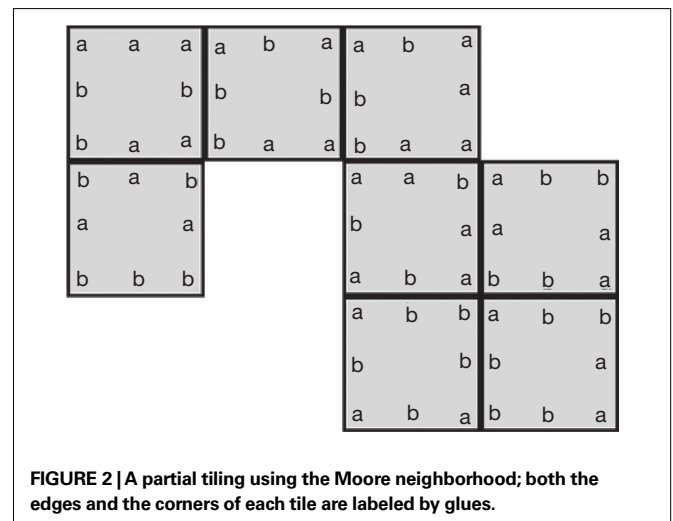 a a a a b a a b a
b b b b b a
b a a b a a b a a
b a b a a b a b b
a a b a a a
b b b a b a b b a
a b b a b b
b b b a
a b a b b a
FIGURE 2 | A partial tiling using the Moore neighborhood; both the
edges and the corners of each tile are labeled by glues.